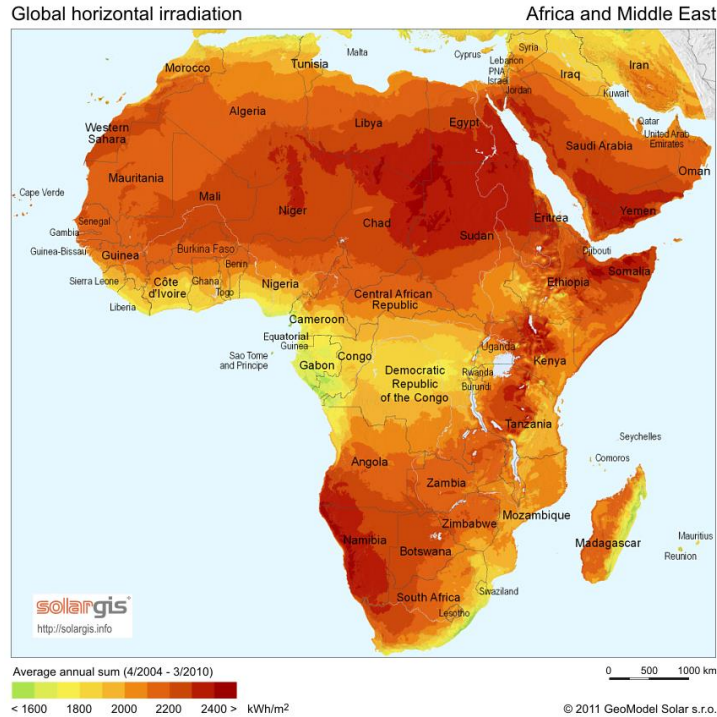 Global horizontal irradiation
Africa and Middle East
Malta
Cyprus
Syria
Lebanon
PNA
Israel
Jordan
Iraq
Iran
Kuwait
Morocco
Tunisia
Algeria
Libya
Egypt
Qatar
United Arab
Emirates
Saudi Arabia
Oman
Western
Sahara
Mauritania
Mali
Niger
Chad
Sudan
Eritrea
Yemen
Cape Verde
Senegal
Gambia
Guinea-Bissau
Guinea
Burkina Faso
Benin
Djibouti
Somalia
Ethiopia
Sierra Leone
Liberia
Côte
d'Ivoire
Ghana
Togo
Nigeria
Central African
Republic
Cameroon
Equatorial
Guinea
Sao Tome
and Principe
Gabon
Congo
Democratic
Republic
of the Congo
Uganda
Rwanda
Burundi
Kenya
Tanzania
Seychelles
Comoros
Angola
Zambia
Mozambique
Zimbabwe
Namibia
Botswana
Madagascar
Mauritius
Reunion
South Africa
Swaziland
Lesotho
solargis
http://solargis.info
Average annual sum (4/2004 - 3/2010)
< 1600 1800 2000 2200 2400 > kWh/m²
0 500 1000 km
© 2011 GeoModel Solar s.r.o.